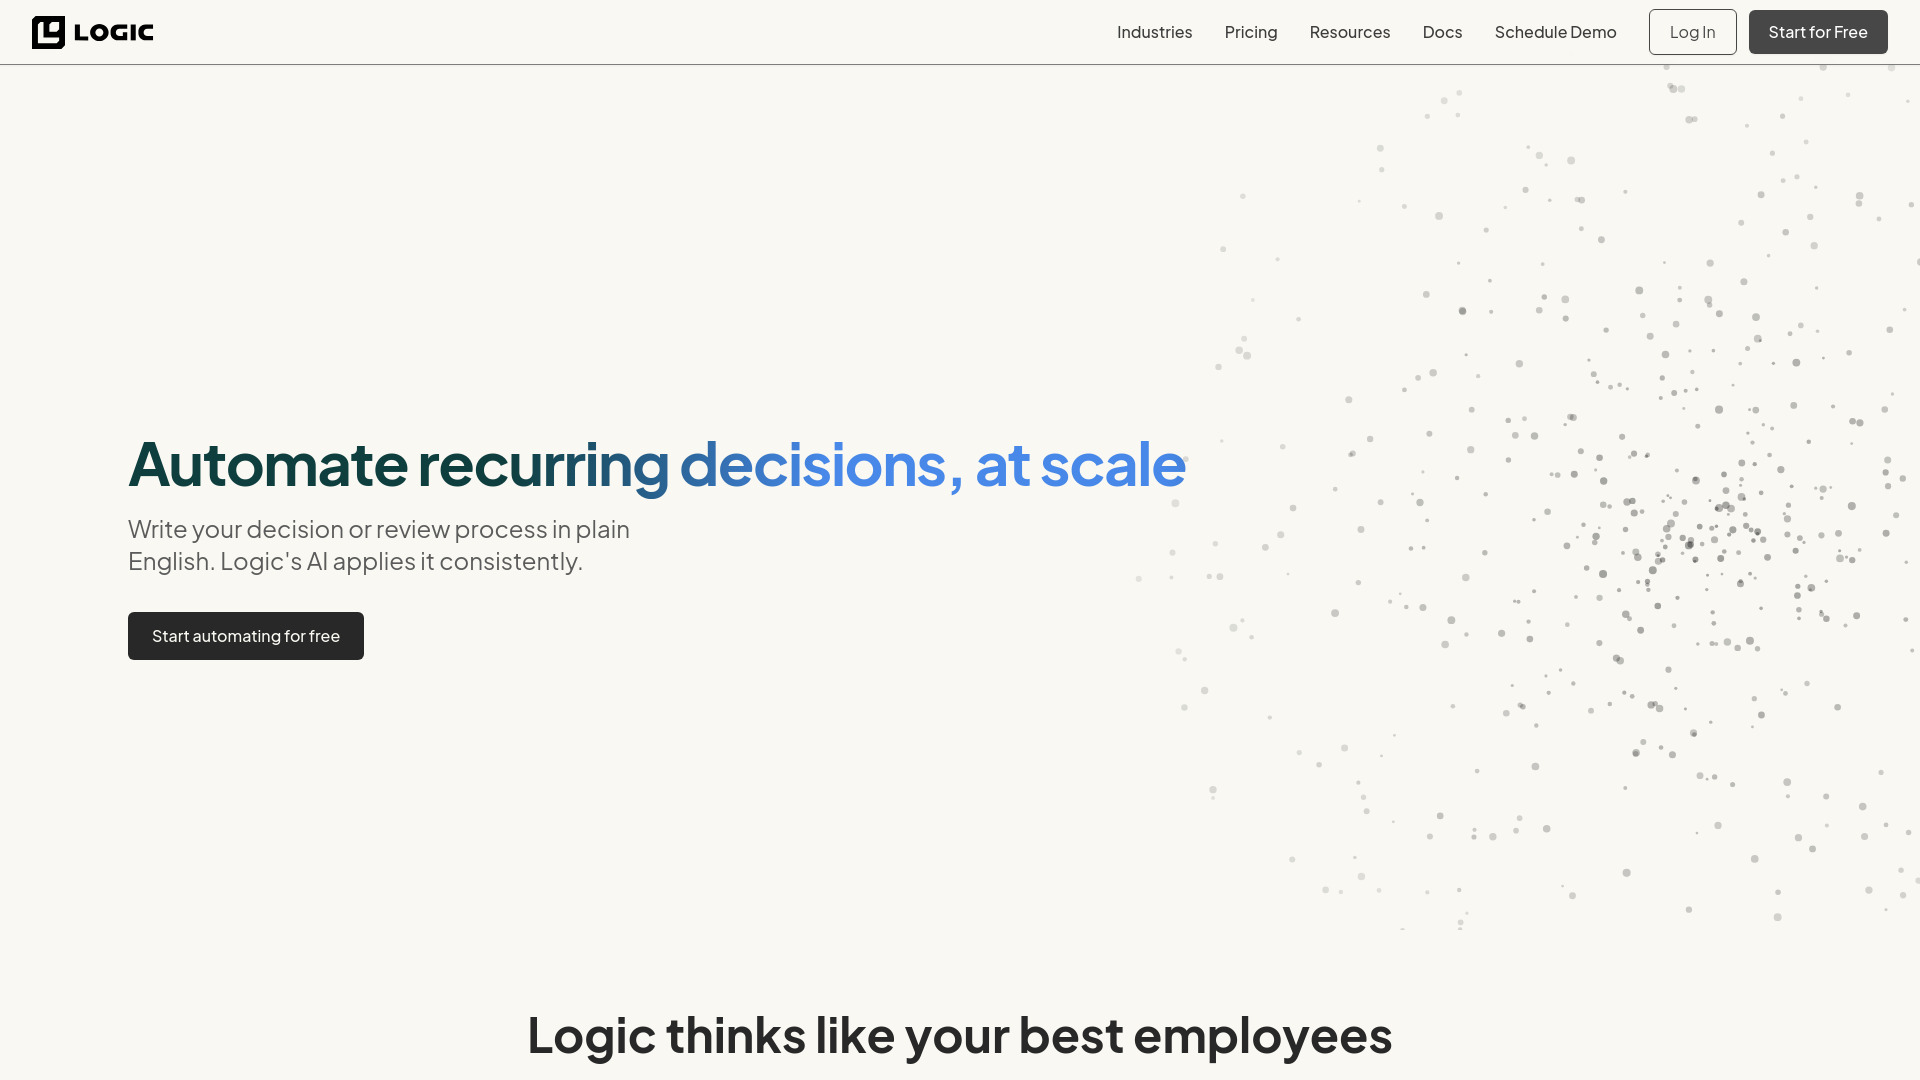 LOGIC
Industries
Pricing
Resources
Docs
Schedule Demo
Log In
Start for Free
Automate recurring decisions, at scale
Write your decision or review process in plain
English. Logic's AI applies it consistently.
Start automating for free
Logic thinks like your best employees